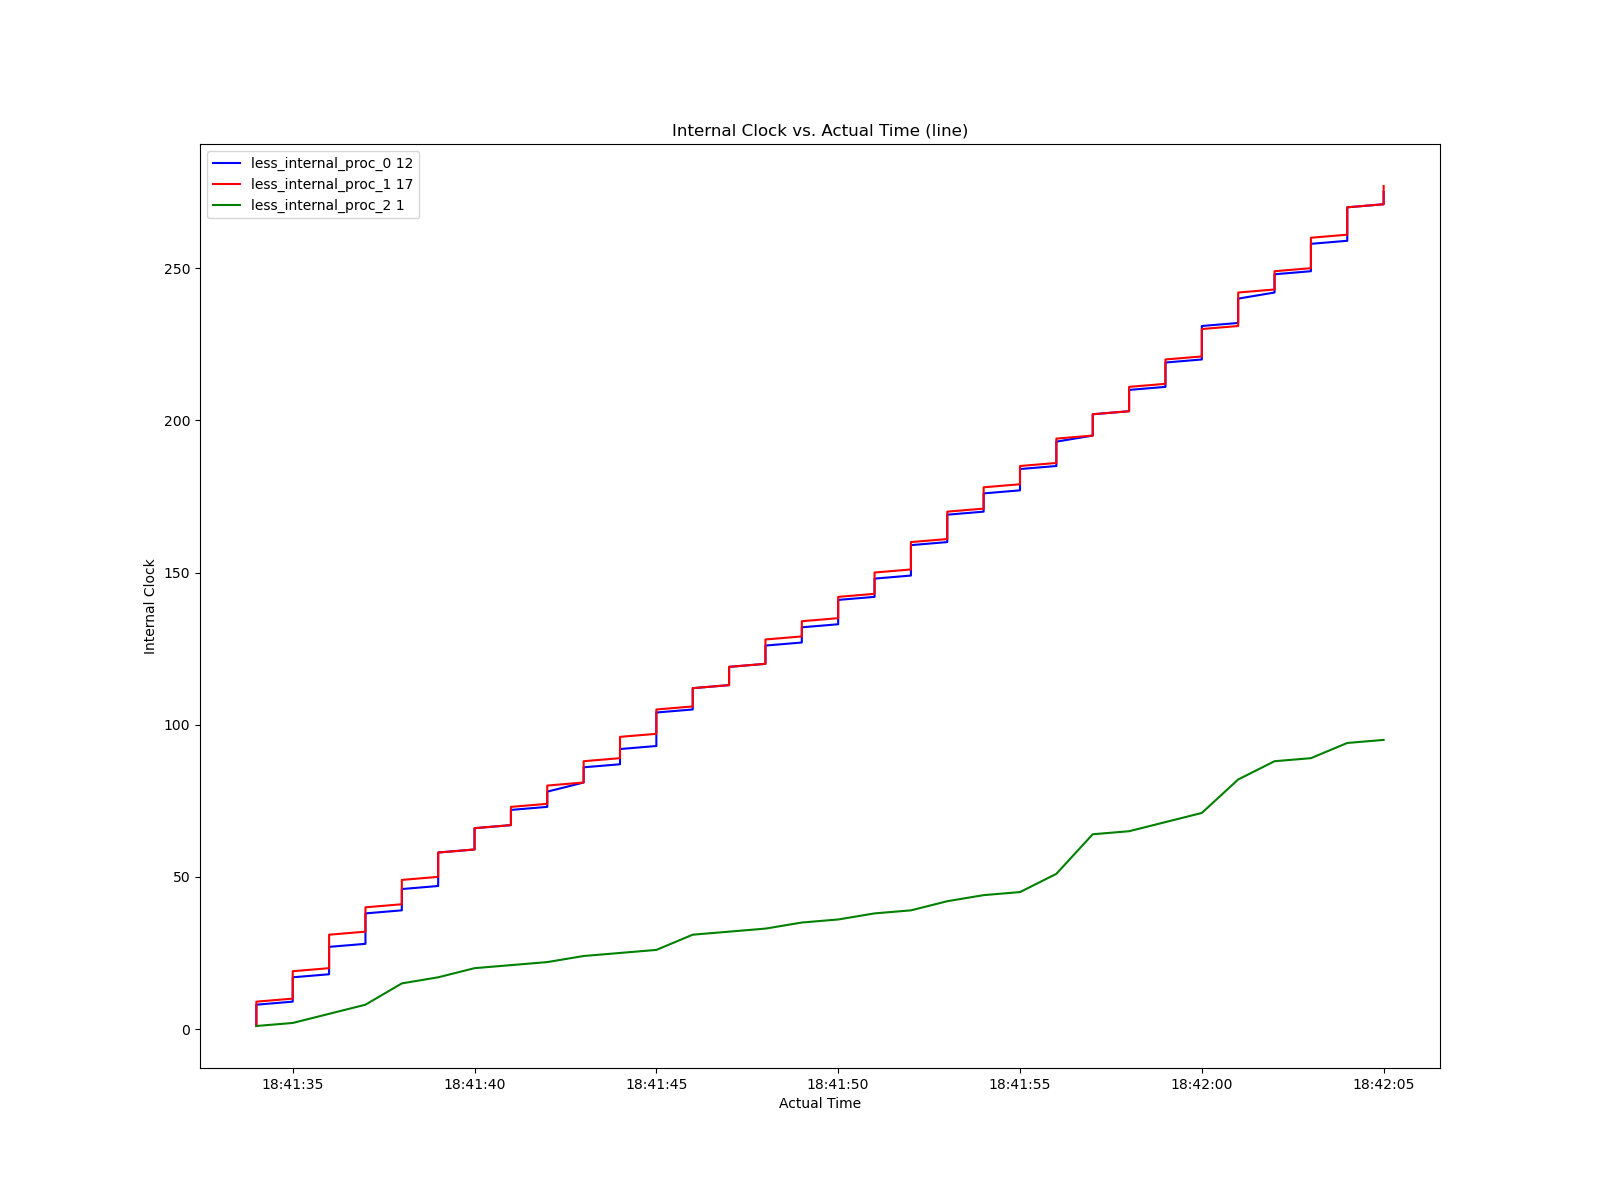 Internal Clock vs. Actual Time (line)
less_internal_proc_0 12
less_internal_proc_1 17
less_internal_proc_2 1
Internal Clock
250
200
150
100
50
0
18:41:35 18:41:40 18:41:45 18:41:50 18:41:55 18:42:00 18:42:05
Actual Time